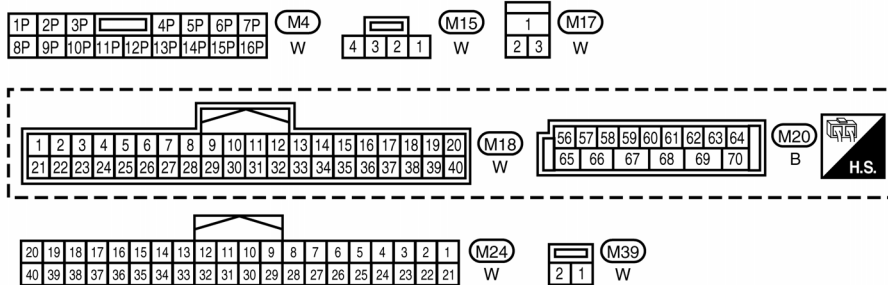 1P 2P 3P 4P 5P 6P 7P M4
8P 9P 10P 11P 12P 13P 14P 15P 16P W
M15
4 3 2 1 W
1 M17
2 3 W
1 2 3 4 5 6 7 8 9 10 11 12 13 14 15 16 17 18 19 20 M18
21 22 23 24 25 26 27 28 29 30 31 32 33 34 35 36 37 38 39 40 W
56 57 58 59 60 61 62 63 64 M20
65 66 67 68 69 70 B
H.S.
20 19 18 17 16 15 14 13 12 11 10 9 8 7 6 5 4 3 2 1 M24
40 39 38 37 36 35 34 33 32 31 30 29 28 27 26 25 24 23 22 21 W
M39
2 1 W